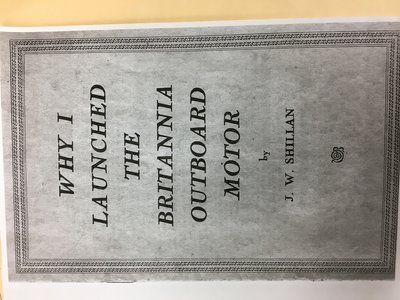 WHY I
LAUNCHED
THE
BRITANNIA
OUTBOARD
MOTOR
by
J. W. SHILLAN